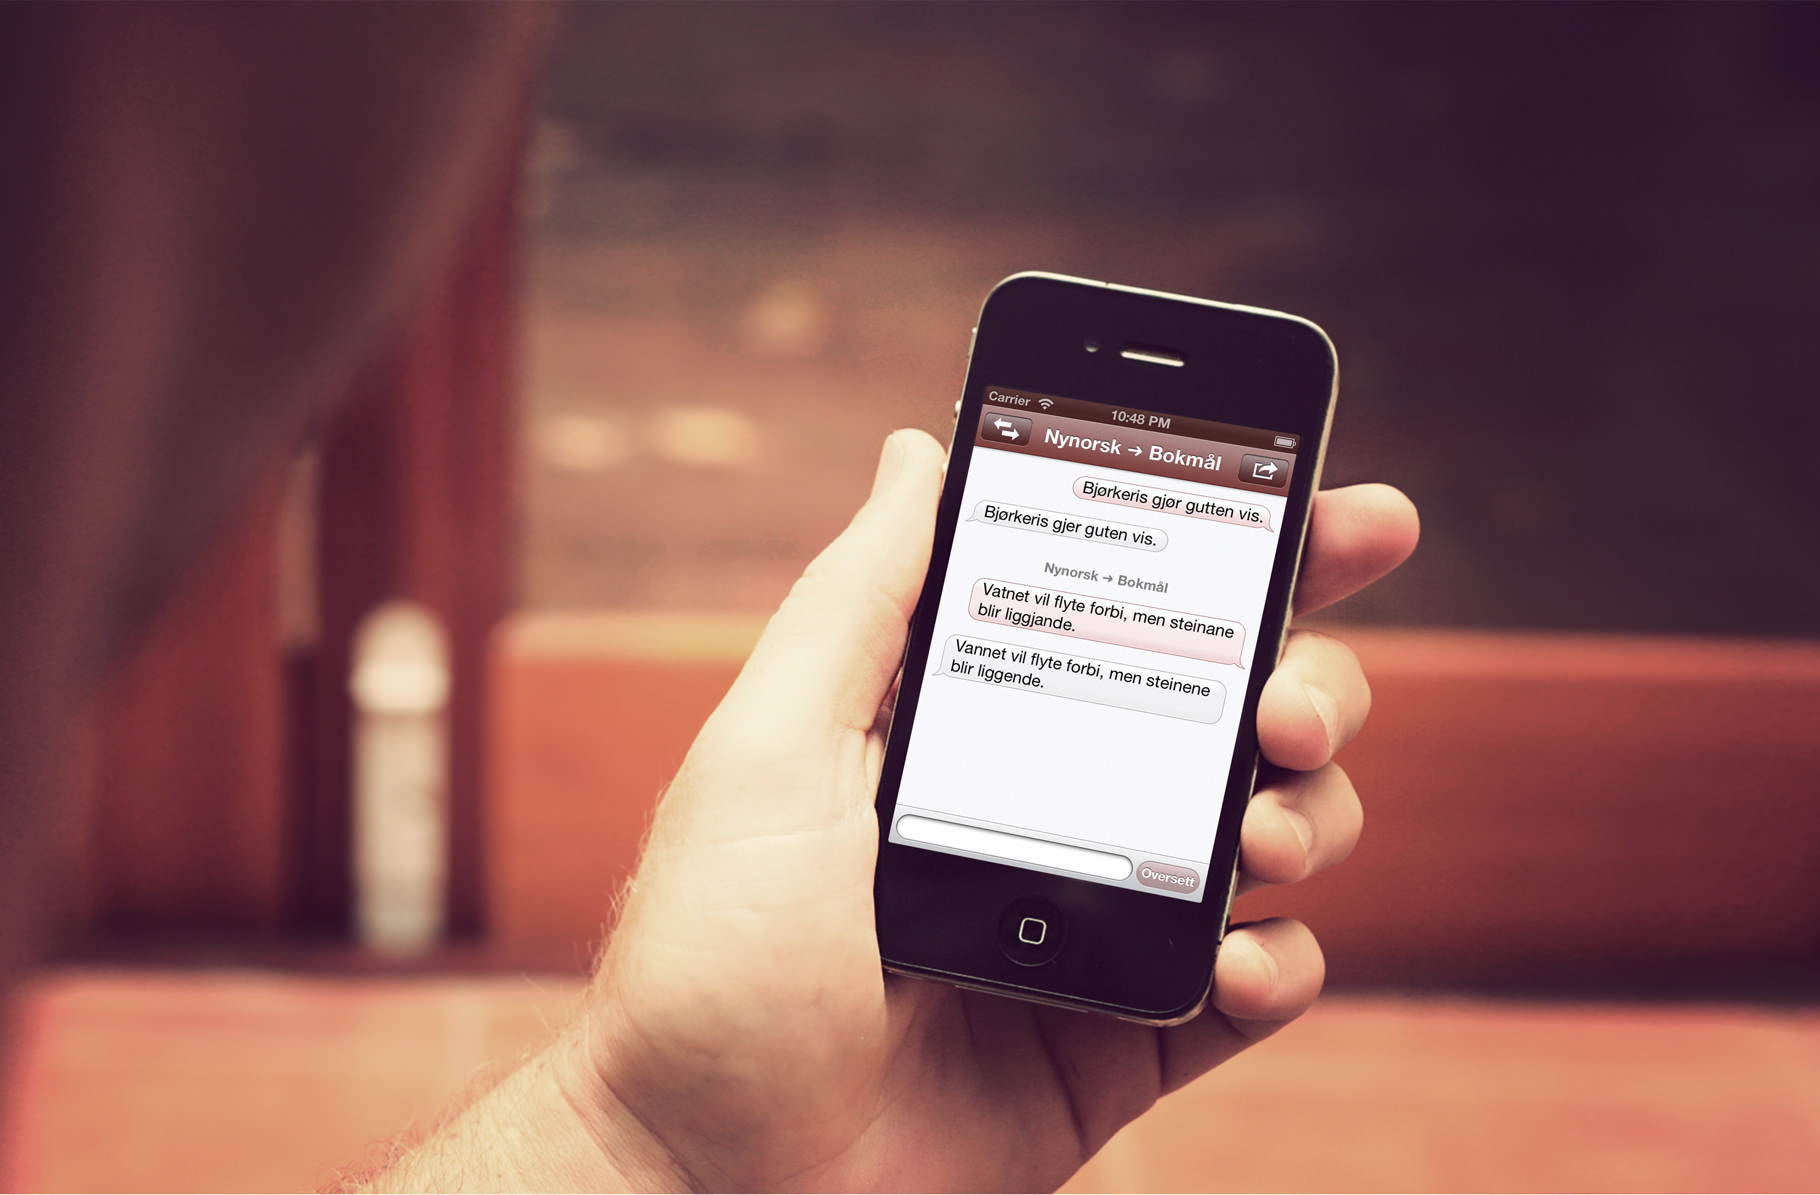 Carrier 10:48 PM
Nynorsk → Bokmål
Bjørkeris gjør gutten vis.
Bjørkeris gjer guten vis.
Nynorsk → Bokmål
Vatnet vil flyte forbi, men steinane
blir liggjande.
Vannet vil flyte forbi, men steinene
blir liggende.
Oversett